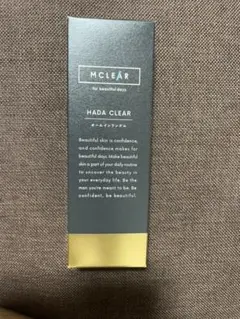 MCLEAR
for beautiful days
HADA CLEAR
オールインワンゲル
Beautiful skin is confidence,
and confidence makes for
beautiful days. Make beautiful
skin a part of your daily routine
to uncover the beauty in
your everyday life. Be the
man you're meant to be. Be
confident, be beautiful.